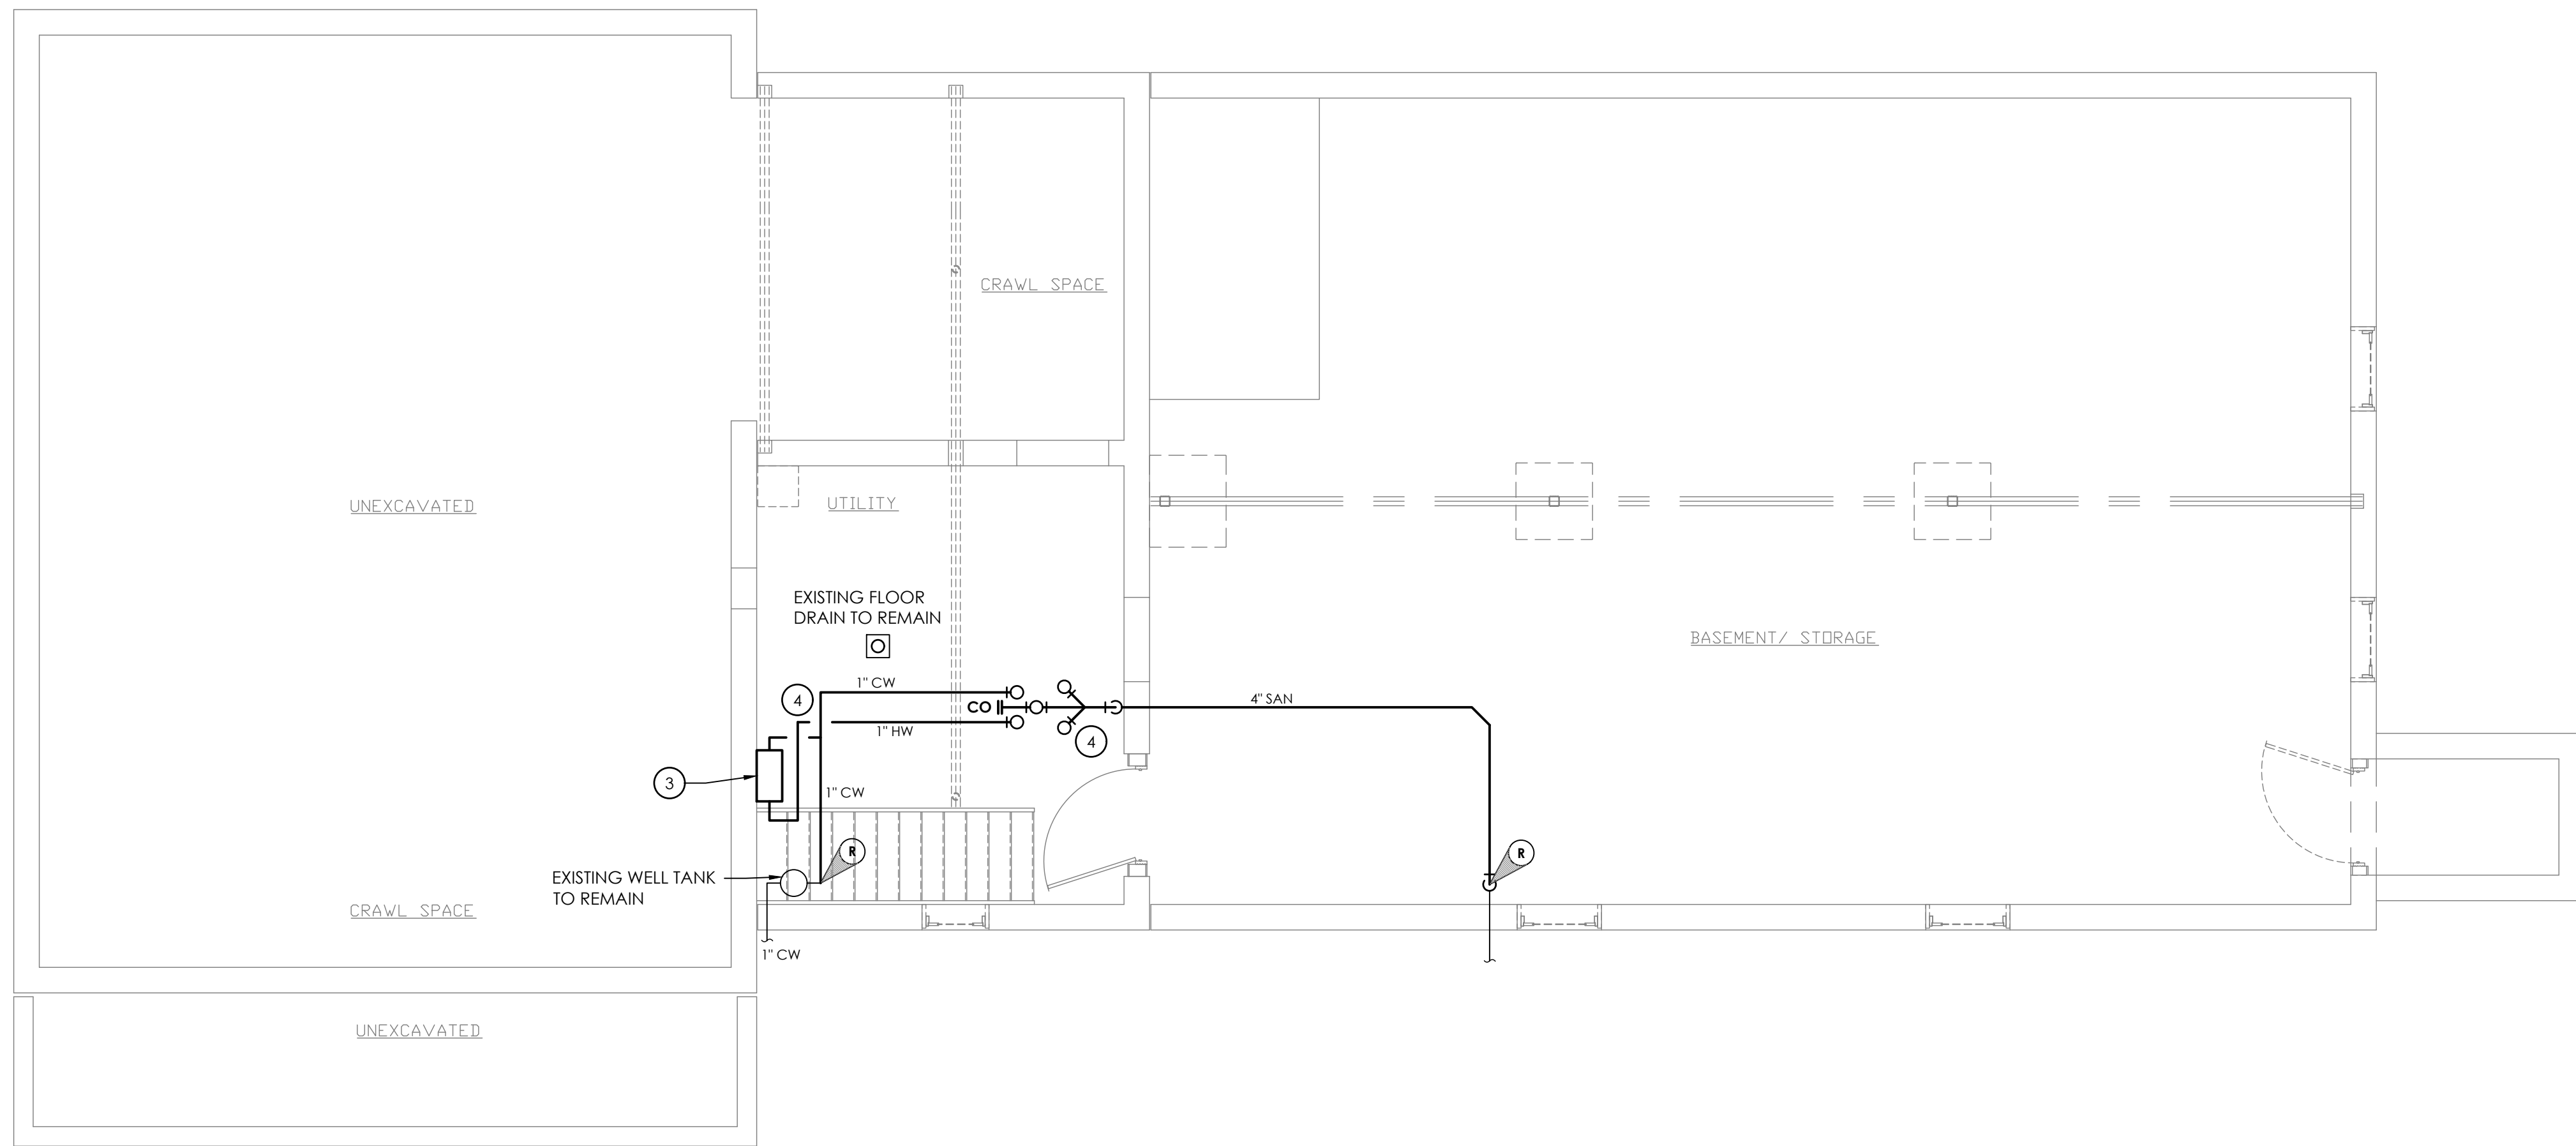 CRAWL SPACE
UNEXCAVATED
UTILITY
EXISTING FLOOR
DRAIN TO REMAIN
BASEMENT/ STORAGE
1" CW
4
CO
4" SAN
1" HW
4
3
1" CW
R
R
EXISTING WELL TANK
TO REMAIN
CRAWL SPACE
1" CW
UNEXCAVATED